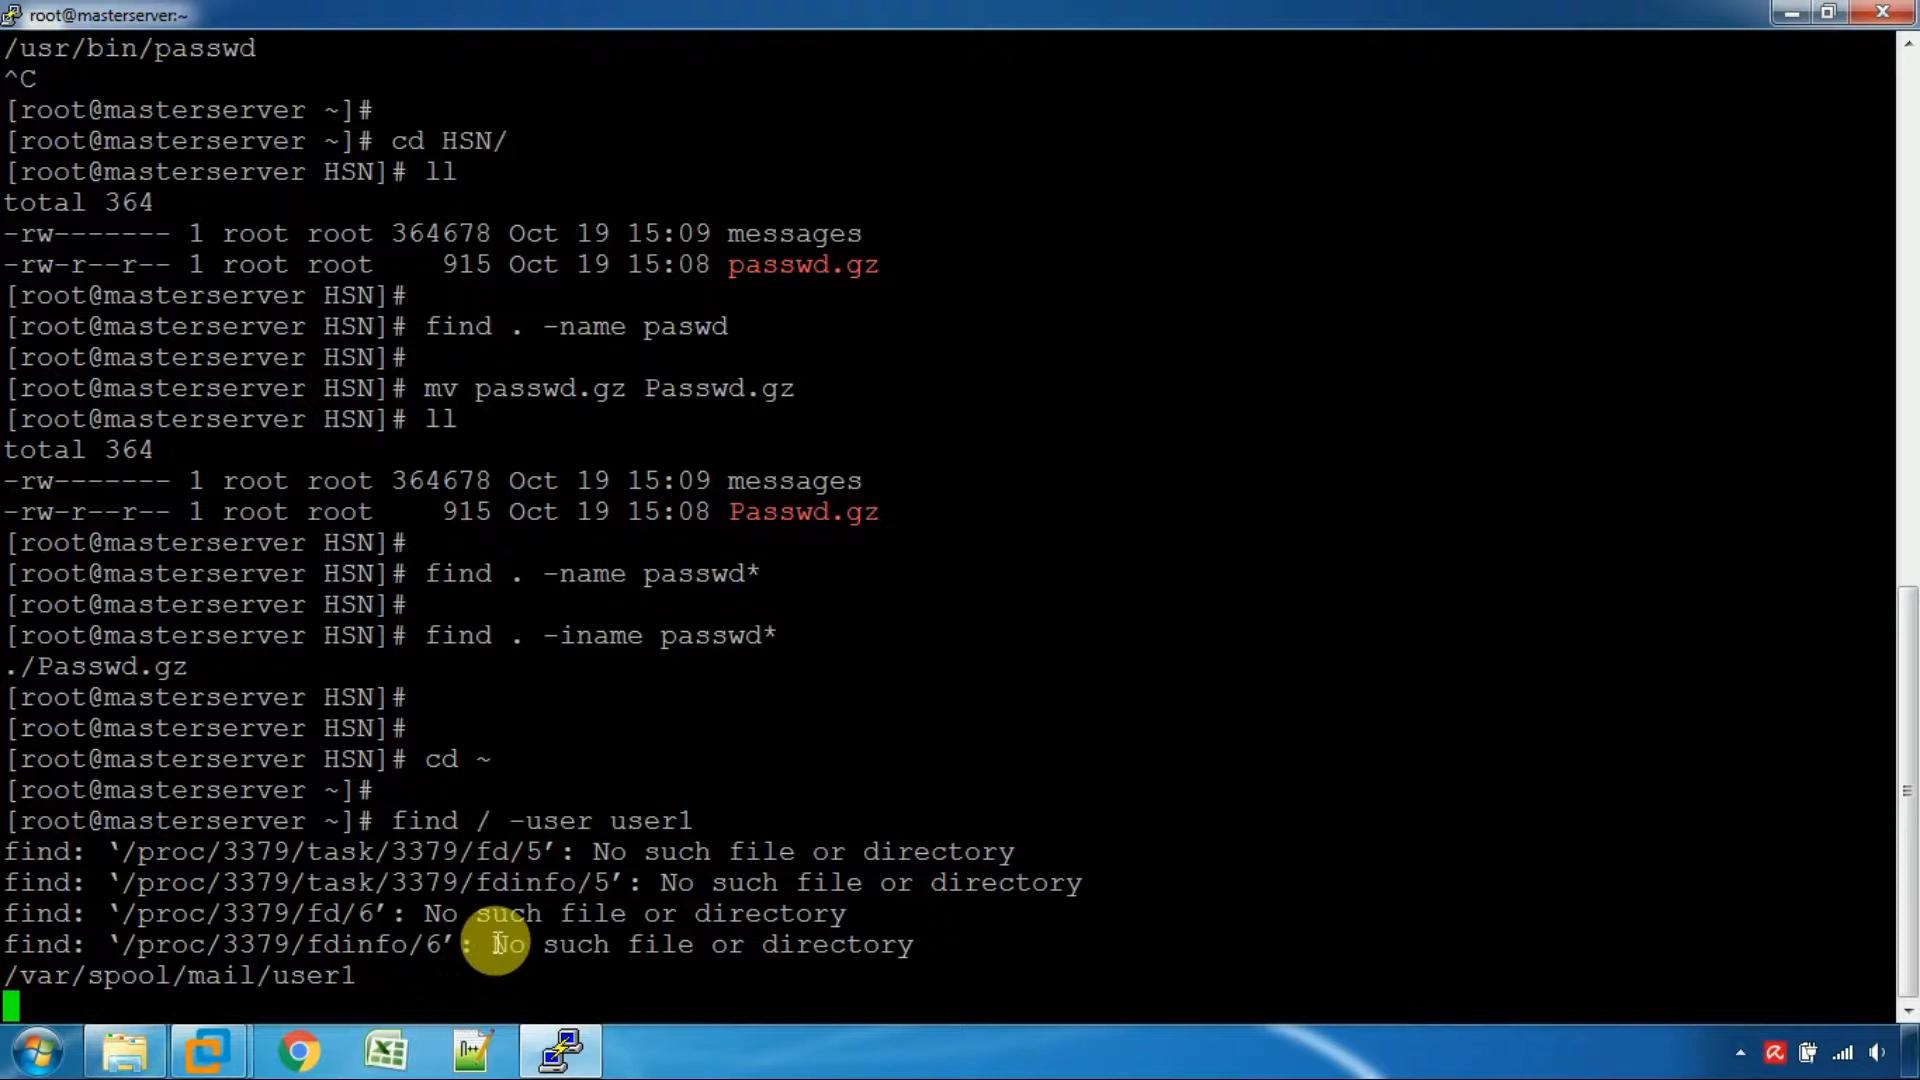 root@masterserver:~
/usr/bin/passwd
^C
[root@masterserver ~]#
[root@masterserver ~]# cd HSN/
[root@masterserver HSN]# ll
total 364
-rw------- 1 root root 364678 Oct 19 15:09 messages
-rw-r--r-- 1 root root    915 Oct 19 15:08 passwd.gz
[root@masterserver HSN]#
[root@masterserver HSN]# find . -name paswd
[root@masterserver HSN]#
[root@masterserver HSN]# mv passwd.gz Passwd.gz
[root@masterserver HSN]# ll
total 364
-rw------- 1 root root 364678 Oct 19 15:09 messages
-rw-r--r-- 1 root root    915 Oct 19 15:08 Passwd.gz
[root@masterserver HSN]#
[root@masterserver HSN]# find . -name passwd*
[root@masterserver HSN]#
[root@masterserver HSN]# find . -iname passwd*
./Passwd.gz
[root@masterserver HSN]#
[root@masterserver HSN]#
[root@masterserver HSN]# cd ~
[root@masterserver ~]#
[root@masterserver ~]# find / -user user1
find: ‘/proc/3379/task/3379/fd/5’: No such file or directory
find: ‘/proc/3379/task/3379/fdinfo/5’: No such file or directory
find: ‘/proc/3379/fd/6’: No such file or directory
find: ‘/proc/3379/fdinfo/6’: No such file or directory
/var/spool/mail/user1